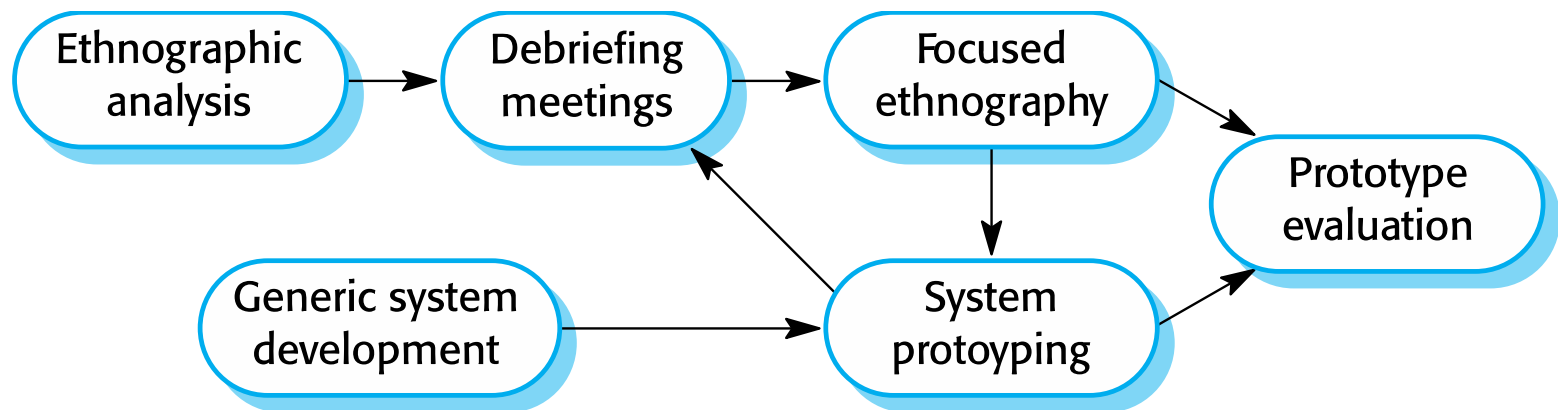 Ethnographic
analysis
Debriefing
meetings
Focused
ethnography
Prototype
evaluation
Generic system
development
System
protoyping